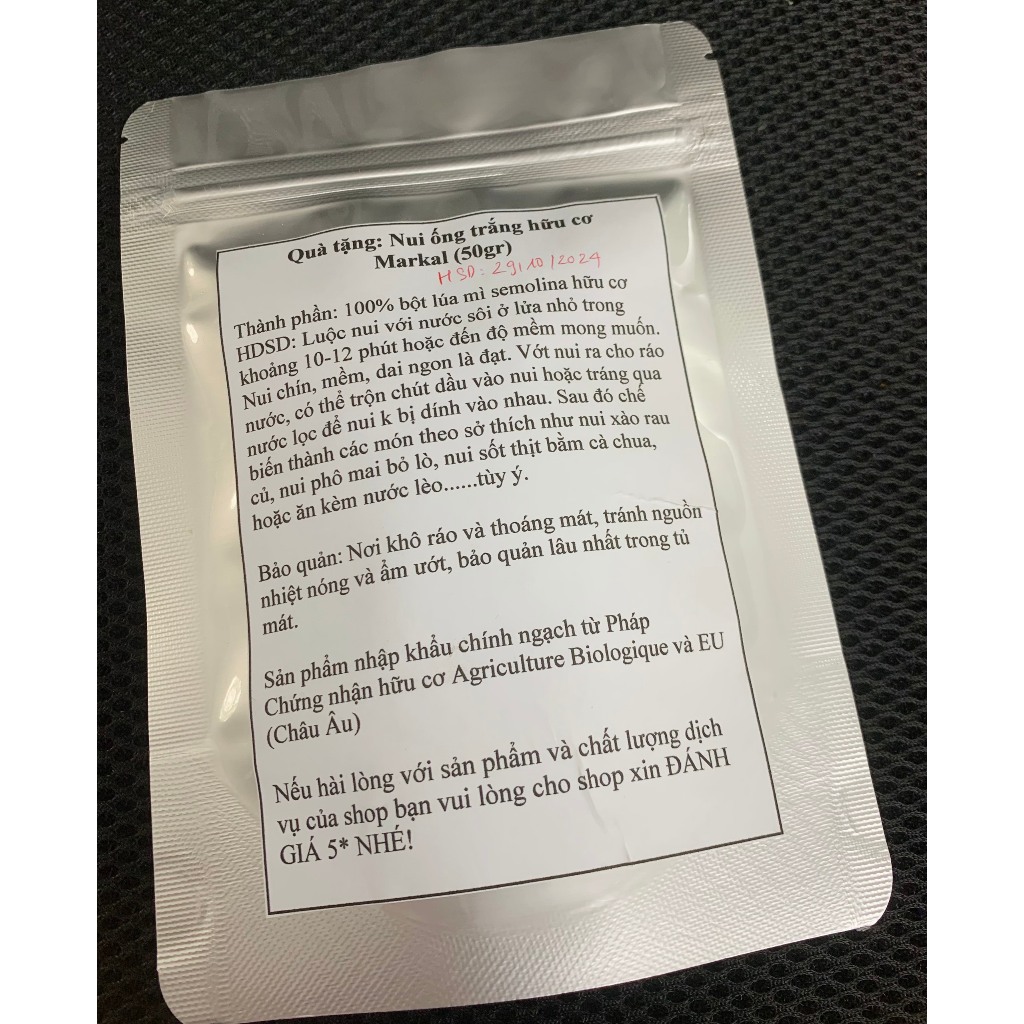 Quà tặng: Nui ống trắng hữu cơ
Markal (50gr)
HSD: 29/10/2024
Thành phần: 100% bột lúa mì semolina hữu cơ
HDSD: Luộc nui với nước sôi ở lửa nhỏ trong
khoảng 10-12 phút hoặc đến độ mềm mong muốn.
Nui chín, mềm, dai ngon là đạt. Vớt nui ra cho ráo
nước, có thể trộn chút dầu vào nui hoặc tráng qua
nước lọc để nui k bị dính vào nhau. Sau đó chế
biến thành các món theo sở thích như nui xào rau
củ, nui phô mai bỏ lò, nui sốt thịt bằm cà chua,
hoặc ăn kèm nước lèo......tùy ý.
Bảo quản: Nơi khô ráo và thoáng mát, tránh nguồn
nhiệt nóng và ẩm ướt, bảo quản lâu nhất trong tủ
mát.
Sản phẩm nhập khẩu chính ngạch từ Pháp
Chứng nhận hữu cơ Agriculture Biologique và EU
(Châu Âu)
Nếu hài lòng với sản phẩm và chất lượng dịch
vụ của shop bạn vui lòng cho shop xin ĐÁNH
GIÁ 5* NHÉ!